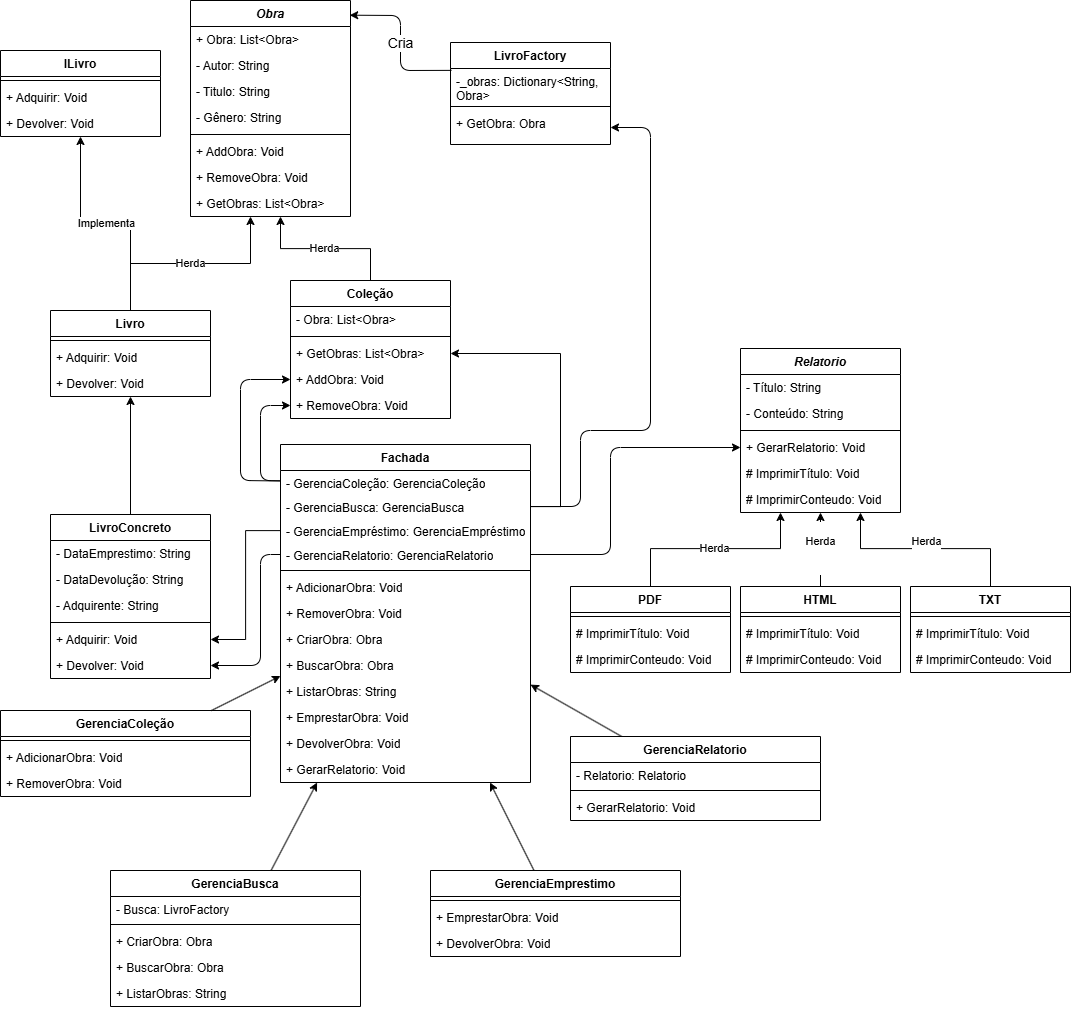 Obra
+ Obra: List<Obra>
- Autor: String
- Titulo: String
- Gênero: String
+ AddObra: Void
+ RemoveObra: Void
+ GetObras: List<Obra>
Cria
LivroFactory
-_obras: Dictionary<String,
Obra>
+ GetObra: Obra
ILivro
+ Adquirir: Void
+ Devolver: Void
Implementa
Herda
Herda
Livro
+ Adquirir: Void
+ Devolver: Void
Coleção
- Obra: List<Obra>
+ GetObras: List<Obra>
+ AddObra: Void
+ RemoveObra: Void
Relatorio
- Título: String
- Conteúdo: String
+ GerarRelatorio: Void
# ImprimirTítulo: Void
# ImprimirConteudo: Void
Herda
Herda
Herda
Fachada
- GerenciaColeção: GerenciaColeção
- GerenciaBusca: GerenciaBusca
- GerenciaEmpréstimo: GerenciaEmpréstimo
- GerenciaRelatorio: GerenciaRelatorio
+ AdicionarObra: Void
+ RemoverObra: Void
+ CriarObra: Obra
+ BuscarObra: Obra
+ ListarObras: String
+ EmprestarObra: Void
+ DevolverObra: Void
+ GerarRelatorio: Void
LivroConcreto
- DataEmprestimo: String
- DataDevolução: String
- Adquirente: String
+ Adquirir: Void
+ Devolver: Void
PDF
# ImprimirTítulo: Void
# ImprimirConteudo: Void
HTML
# ImprimirTítulo: Void
# ImprimirConteudo: Void
TXT
# ImprimirTítulo: Void
# ImprimirConteudo: Void
GerenciaColeção
+ AdicionarObra: Void
+ RemoverObra: Void
GerenciaRelatorio
- Relatorio: Relatorio
+ GerarRelatorio: Void
GerenciaBusca
- Busca: LivroFactory
+ CriarObra: Obra
+ BuscarObra: Obra
+ ListarObras: String
GerenciaEmprestimo
+ EmprestarObra: Void
+ DevolverObra: Void